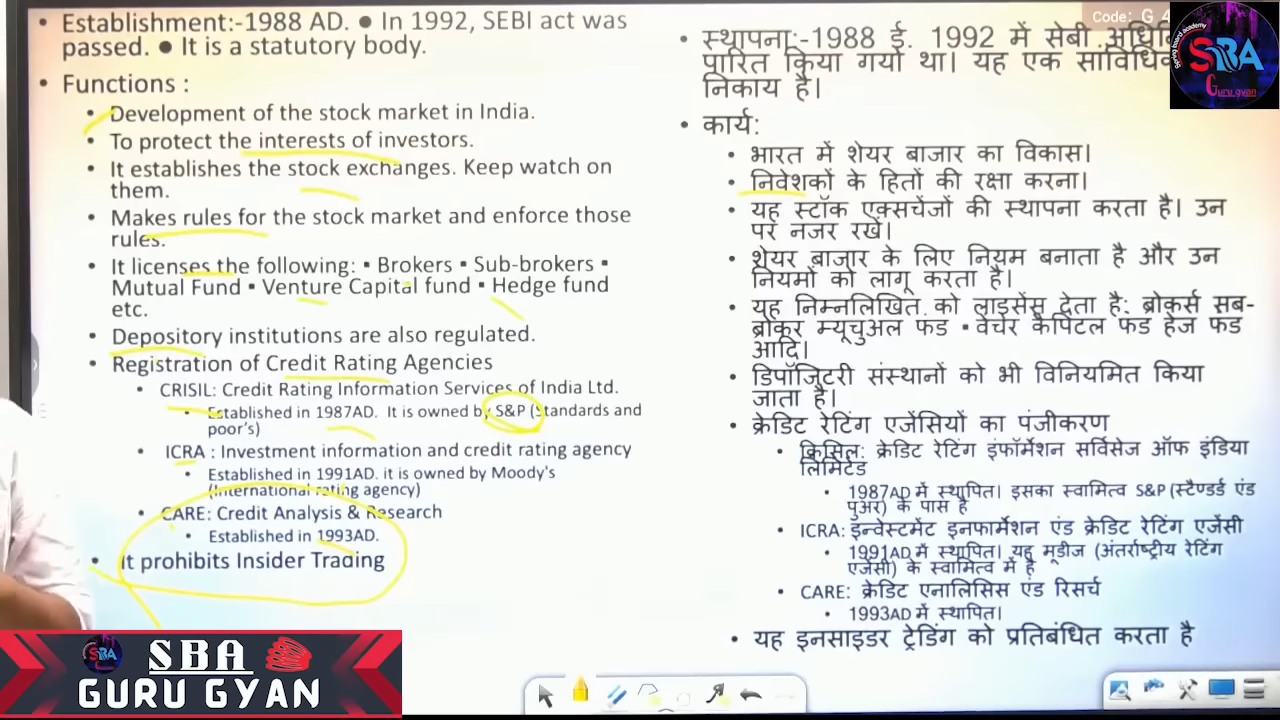 Establishment:-1988 AD. ● In 1992, SEBI act was
passed. ● It is a statutory body.
• Functions :
• Development of the stock market in India.
• To protect the interests of investors.
• It establishes the stock exchanges. Keep watch on
them.
• Makes rules for the stock market and enforce those
rules.
• It licenses the following: ▪ Brokers ▪ Sub-brokers ▪
Mutual Fund ▪ Venture Capital fund ▪ Hedge fund
etc.
• Depository institutions are also regulated.
• Registration of Credit Rating Agencies
• CRISIL: Credit Rating Information Services of India Ltd.
• Established in 1987AD. It is owned by S&P (Standards and
poor's)
• ICRA : Investment information and credit rating agency
• Established in 1991AD. it is owned by Moody's
(International rating agency)
• CARE: Credit Analysis & Research
• Established in 1993AD.
• It prohibits Insider Trading
• स्थापना:-1988 ई. 1992 में सेबी
पारित किया गया था। यह एक
निकाय है।
• कार्य:
• भारत में शेयर बाजार का विकास।
• निवेशकों के हितों की रक्षा करना।
• यह स्टॉक एक्सचेंजों की स्थापना करता है। उन
पर नजर रखें।
• शेयर बाजार के लिए नियम बनाता है और उन
नियमों को लागू करता है।
• यह निम्नलिखित को लाइसेंस देता है: ब्रोकर्स सब-
ब्रोकर म्यूचुअल फंड ▪ वेंचर कैपिटल फंड हेज फंड
आदि।
• डिपॉजिटरी संस्थानों को भी विनियमित किया
जाता है।
• क्रेडिट रेटिंग एजेंसियों का पंजीकरण
• क्रिसिल: क्रेडिट रेटिंग इंफॉर्मेशन सर्विसेज ऑफ इंडिया
लिमिटेड
• 1987AD में स्थापित। इसका स्वामित्व S&P (स्टैण्डर्ड एंड
पुअर) के पास है
• ICRA: इन्वेस्टमेंट इनफार्मेशन एंड क्रेडिट रेटिंग एजेंसी
• 1991AD में स्थापित। यह मूडीज (अंतर्राष्ट्रीय रेटिंग
एजेंसी) के स्वामित्व में है
• CARE: क्रेडिट एनालिसिस एंड रिसर्च
• 1993AD में स्थापित।
• यह इनसाइडर ट्रेडिंग को प्रतिबंधित करता है
Code: G 4
SBA
Guru gyan
SBA
SBA
GURU GYAN